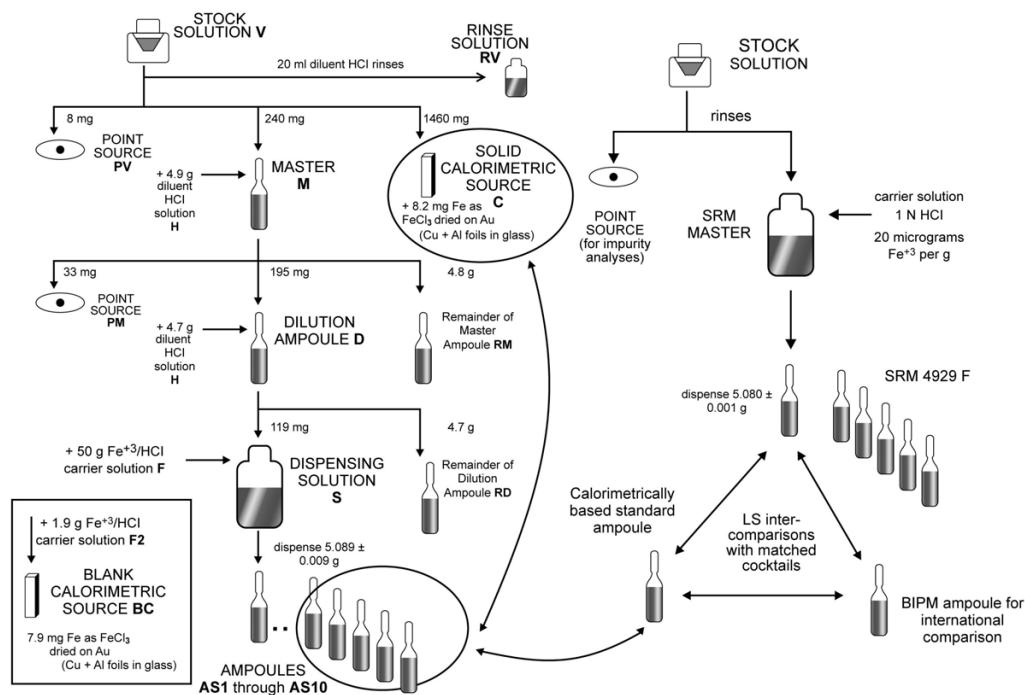 STOCK
SOLUTION V
20 ml diluent HCl rinses
RINSE
SOLUTION
RV
8 mg
240 mg
1460 mg
POINT
SOURCE
PV
+ 4.9 g
diluent
HCl
solution
H
MASTER
M
SOLID
CALORIMETRIC
SOURCE
C
+ 8.2 mg Fe as
FeCl3 dried on Au
(Cu + Al foils in glass)
33 mg
195 mg
4.8 g
POINT
SOURCE
PM
+ 4.7 g
diluent
HCl
solution
H
DILUTION
AMPOULE D
Remainder of
Master
Ampoule RM
119 mg
4.7 g
+ 50 g Fe+3/HCl
carrier solution F
DISPENSING
SOLUTION
S
Remainder of
Dilution
Ampoule RD
+ 1.9 g Fe+3/HCl
carrier solution F2
BLANK
CALORIMETRIC
SOURCE BC
7.9 mg Fe as FeCl3
dried on Au
(Cu + Al foils in glass)
dispense 5.089 ±
0.009 g
AMPOULES
AS1 through AS10
STOCK
SOLUTION
rinses
POINT
SOURCE
(for impurity
analyses)
SRM
MASTER
carrier solution
1 N HCl
20 micrograms
Fe+3 per g
dispense 5.080 ±
0.001 g
SRM 4929 F
Calorimetrically
based standard
ampoule
LS inter-
comparisons
with matched
cocktails
BIPM ampoule for
international
comparison